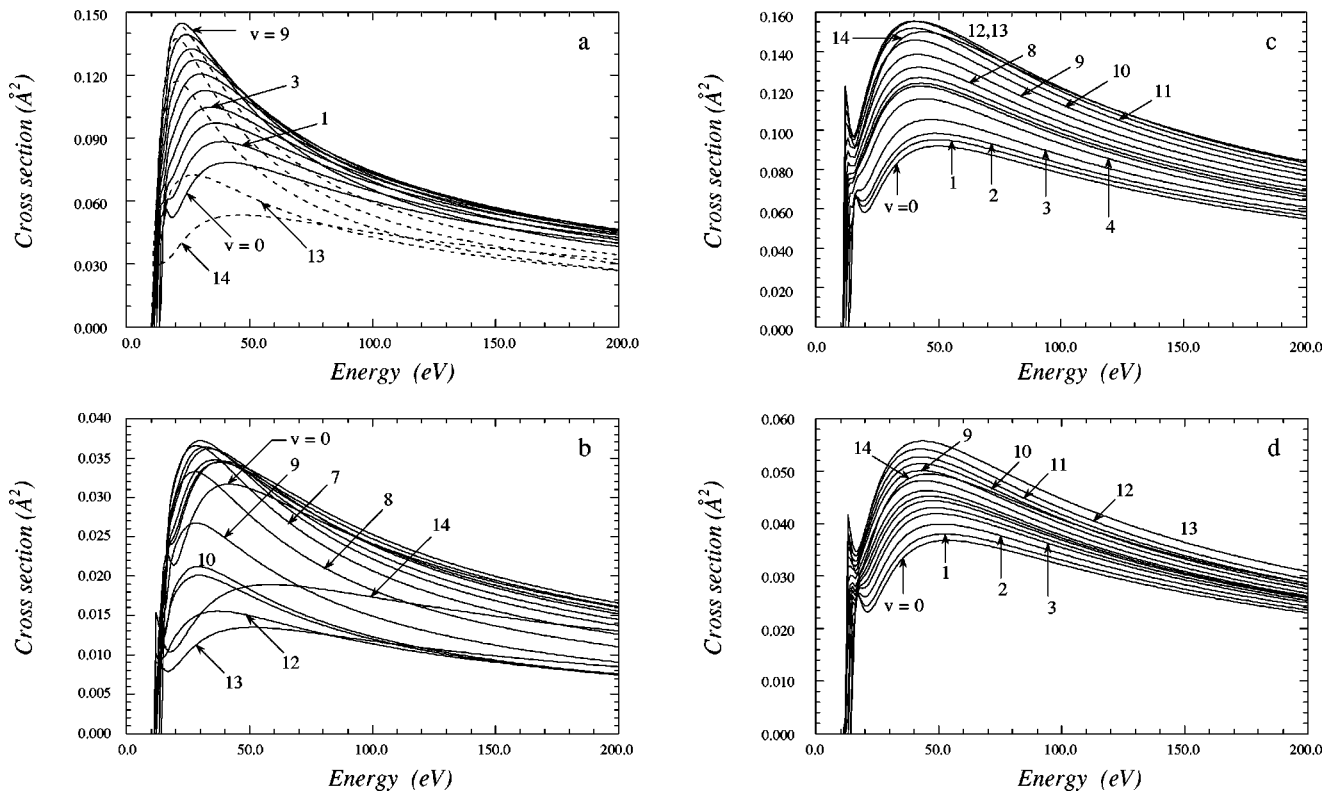 a
Cross section (Å²)
0.150
0.120
0.090
0.060
0.030
0.000
v = 9
3
1
v = 0
13
14
0.0 50.0 100.0 150.0 200.0
Energy (eV)
c
Cross section (Å²)
0.160
0.140
0.120
0.100
0.080
0.060
0.040
0.020
0.000
14
12,13
8
9
10
11
v =0
1
2
3
4
0.0 50.0 100.0 150.0 200.0
Energy (eV)
b
Cross section (Å²)
0.040
0.035
0.030
0.025
0.020
0.015
0.010
0.005
0.000
v = 0
9
7
8
14
10
12
13
0.0 50.0 100.0 150.0 200.0
Energy (eV)
d
Cross section (Å²)
0.060
0.050
0.040
0.030
0.020
0.010
0.000
14
9
10
11
12
13
v = 0
1
2
3
0.0 50.0 100.0 150.0 200.0
Energy (eV)